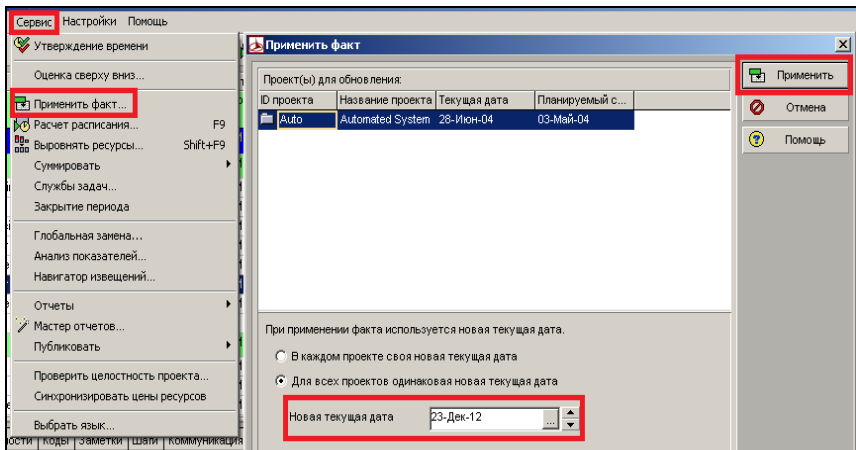 Сервис Настройки Помощь
Утверждение времени
Оценка сверху вниз...
Применить факт...
Расчет расписания... F9
Выровнять ресурсы... Shift+F9
Суммировать
Службы задач...
Закрытие периода
Глобальная замена...
Анализ показателей...
Навигатор извещений...
Отчеты
Мастер отчетов...
Публиковать
Проверить целостность проекта...
Синхронизировать цены ресурсов
Выбрать язык...
Коды Заметки Шаги Коммуникация
Применить факт
Проект(ы) для обновления:
ID проекта Название проекта Текущая дата Планируемый с...
Auto Automated System 28-Июн-04 03-Май-04
При применении факта используется новая текущая дата.
В каждом проекте своя новая текущая дата
Для всех проектов одинаковая новая текущая дата
Новая текущая дата 23-Дек-12 ...
Применить
Отмена
Помощь